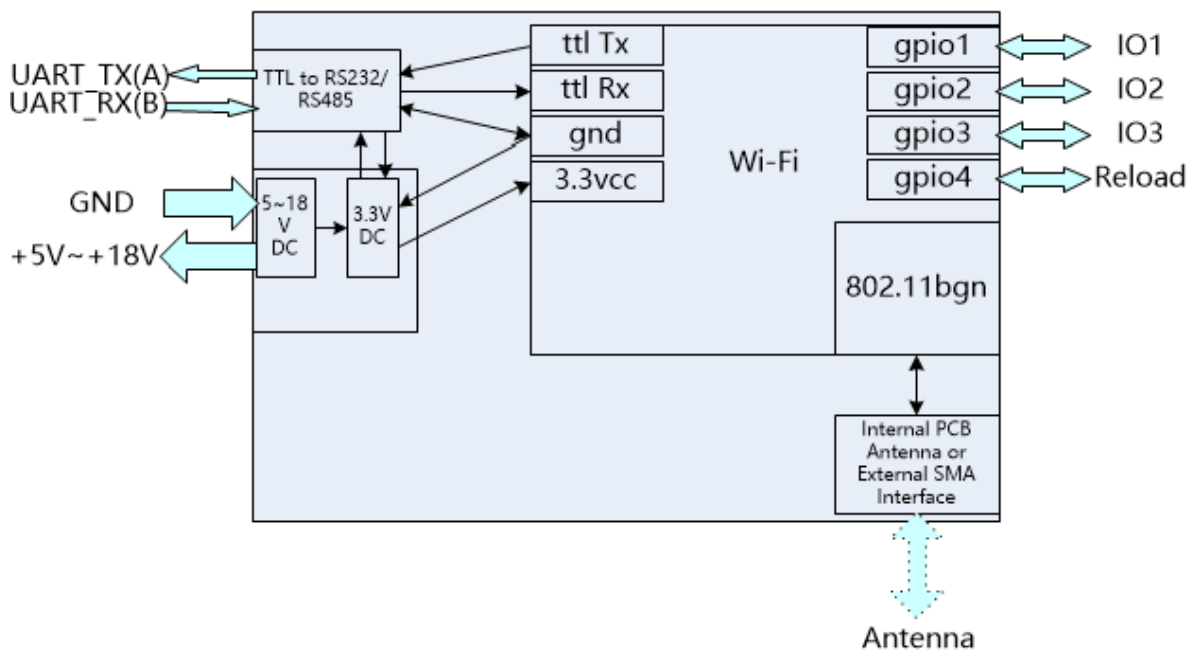 UART_TX(A)
UART_RX(B)
GND
+5V~+18V
TTL to RS232/
RS485
5~18
V
DC
3.3V
DC
ttl Tx
ttl Rx
gnd
3.3vcc
Wi-Fi
gpio1
gpio2
gpio3
gpio4
IO1
IO2
IO3
Reload
802.11bgn
Internal PCB
Antenna or
External SMA
Interface
Antenna